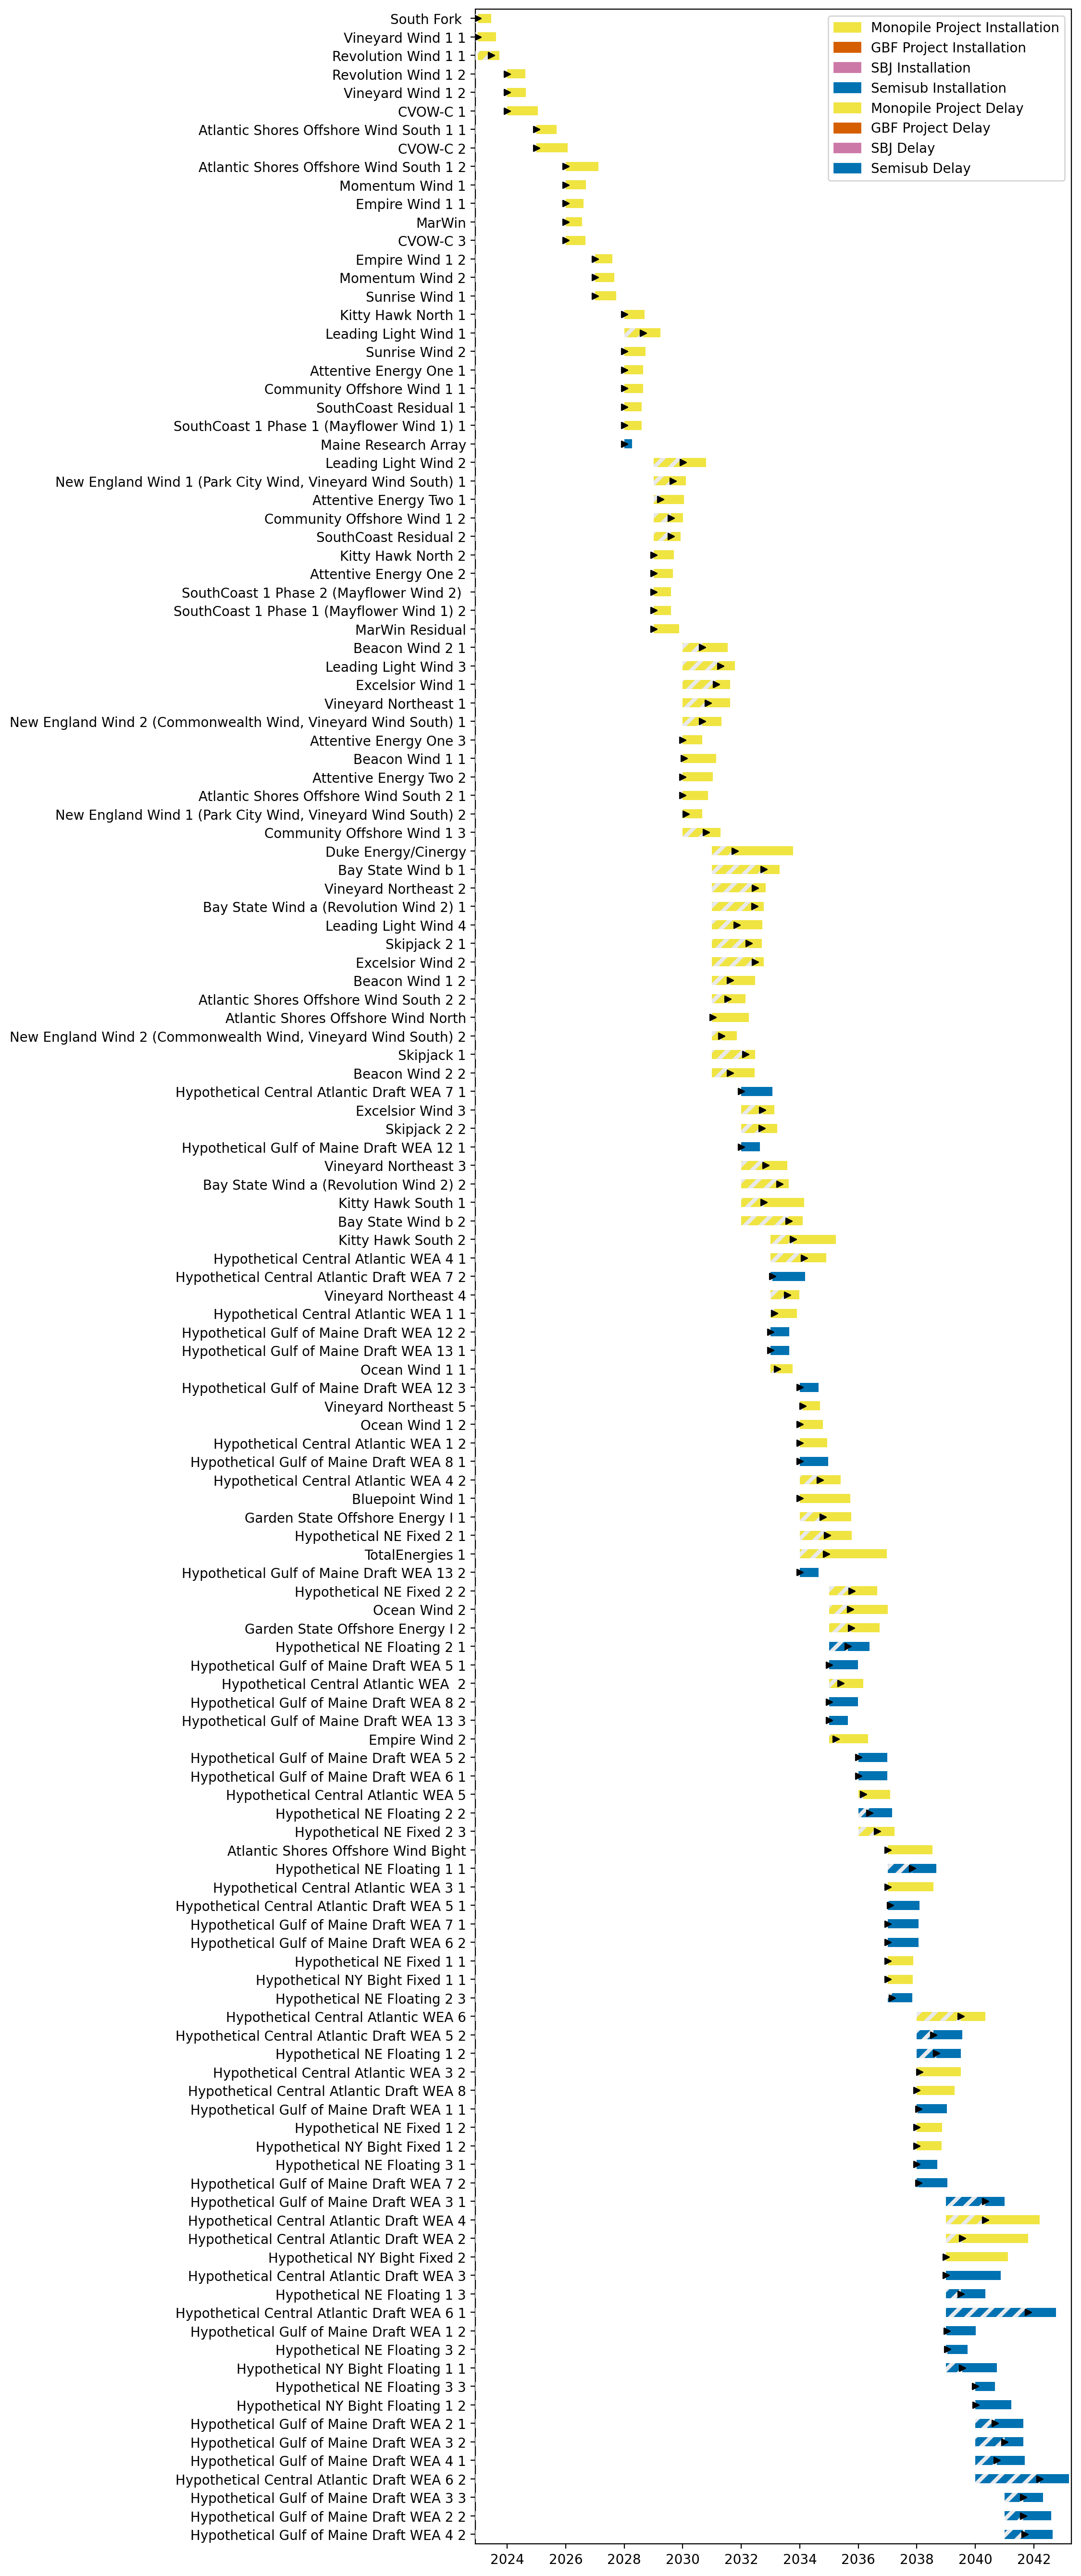 South Fork
Vineyard Wind 1 1
Revolution Wind 1 1
Revolution Wind 1 2
Vineyard Wind 1 2
CVOW-C 1
Atlantic Shores Offshore Wind South 1 1
CVOW-C 2
Atlantic Shores Offshore Wind South 1 2
Momentum Wind 1
Empire Wind 1 1
MarWin
CVOW-C 3
Empire Wind 1 2
Momentum Wind 2
Sunrise Wind 1
Kitty Hawk North 1
Leading Light Wind 1
Sunrise Wind 2
Attentive Energy One 1
Community Offshore Wind 1 1
SouthCoast Residual 1
SouthCoast 1 Phase 1 (Mayflower Wind 1) 1
Maine Research Array
Leading Light Wind 2
New England Wind 1 (Park City Wind, Vineyard Wind South) 1
Attentive Energy Two 1
Community Offshore Wind 1 2
SouthCoast Residual 2
Kitty Hawk North 2
Attentive Energy One 2
SouthCoast 1 Phase 2 (Mayflower Wind 2)
SouthCoast 1 Phase 1 (Mayflower Wind 1) 2
MarWin Residual
Beacon Wind 2 1
Leading Light Wind 3
Excelsior Wind 1
Vineyard Northeast 1
New England Wind 2 (Commonwealth Wind, Vineyard Wind South) 1
Attentive Energy One 3
Beacon Wind 1 1
Attentive Energy Two 2
Atlantic Shores Offshore Wind South 2 1
New England Wind 1 (Park City Wind, Vineyard Wind South) 2
Community Offshore Wind 1 3
Duke Energy/Cinergy
Bay State Wind b 1
Vineyard Northeast 2
Bay State Wind a (Revolution Wind 2) 1
Leading Light Wind 4
Skipjack 2 1
Excelsior Wind 2
Beacon Wind 1 2
Atlantic Shores Offshore Wind South 2 2
Atlantic Shores Offshore Wind North
New England Wind 2 (Commonwealth Wind, Vineyard Wind South) 2
Skipjack 1
Beacon Wind 2 2
Hypothetical Central Atlantic Draft WEA 7 1
Excelsior Wind 3
Skipjack 2 2
Hypothetical Gulf of Maine Draft WEA 12 1
Vineyard Northeast 3
Bay State Wind a (Revolution Wind 2) 2
Kitty Hawk South 1
Bay State Wind b 2
Kitty Hawk South 2
Hypothetical Central Atlantic WEA 4 1
Hypothetical Central Atlantic Draft WEA 7 2
Vineyard Northeast 4
Hypothetical Central Atlantic WEA 1 1
Hypothetical Gulf of Maine Draft WEA 12 2
Hypothetical Gulf of Maine Draft WEA 13 1
Ocean Wind 1 1
Hypothetical Gulf of Maine Draft WEA 12 3
Vineyard Northeast 5
Ocean Wind 1 2
Hypothetical Central Atlantic WEA 1 2
Hypothetical Gulf of Maine Draft WEA 8 1
Hypothetical Central Atlantic WEA 4 2
Bluepoint Wind 1
Garden State Offshore Energy I 1
Hypothetical NE Fixed 2 1
TotalEnergies 1
Hypothetical Gulf of Maine Draft WEA 13 2
Hypothetical NE Fixed 2 2
Ocean Wind 2
Garden State Offshore Energy I 2
Hypothetical NE Floating 2 1
Hypothetical Gulf of Maine Draft WEA 5 1
Hypothetical Central Atlantic WEA  2
Hypothetical Gulf of Maine Draft WEA 8 2
Hypothetical Gulf of Maine Draft WEA 13 3
Empire Wind 2
Hypothetical Gulf of Maine Draft WEA 5 2
Hypothetical Gulf of Maine Draft WEA 6 1
Hypothetical Central Atlantic WEA 5
Hypothetical NE Floating 2 2
Hypothetical NE Fixed 2 3
Atlantic Shores Offshore Wind Bight
Hypothetical NE Floating 1 1
Hypothetical Central Atlantic WEA 3 1
Hypothetical Central Atlantic Draft WEA 5 1
Hypothetical Gulf of Maine Draft WEA 7 1
Hypothetical Gulf of Maine Draft WEA 6 2
Hypothetical NE Fixed 1 1
Hypothetical NY Bight Fixed 1 1
Hypothetical NE Floating 2 3
Hypothetical Central Atlantic WEA 6
Hypothetical Central Atlantic Draft WEA 5 2
Hypothetical NE Floating 1 2
Hypothetical Central Atlantic WEA 3 2
Hypothetical Central Atlantic Draft WEA 8
Hypothetical Gulf of Maine Draft WEA 1 1
Hypothetical NE Fixed 1 2
Hypothetical NY Bight Fixed 1 2
Hypothetical NE Floating 3 1
Hypothetical Gulf of Maine Draft WEA 7 2
Hypothetical Gulf of Maine Draft WEA 3 1
Hypothetical Central Atlantic Draft WEA 4
Hypothetical Central Atlantic Draft WEA 2
Hypothetical NY Bight Fixed 2
Hypothetical Central Atlantic Draft WEA 3
Hypothetical NE Floating 1 3
Hypothetical Central Atlantic Draft WEA 6 1
Hypothetical Gulf of Maine Draft WEA 1 2
Hypothetical NE Floating 3 2
Hypothetical NY Bight Floating 1 1
Hypothetical NE Floating 3 3
Hypothetical NY Bight Floating 1 2
Hypothetical Gulf of Maine Draft WEA 2 1
Hypothetical Gulf of Maine Draft WEA 3 2
Hypothetical Gulf of Maine Draft WEA 4 1
Hypothetical Central Atlantic Draft WEA 6 2
Hypothetical Gulf of Maine Draft WEA 3 3
Hypothetical Gulf of Maine Draft WEA 2 2
Hypothetical Gulf of Maine Draft WEA 4 2
Monopile Project Installation
GBF Project Installation
SBJ Installation
Semisub Installation
Monopile Project Delay
GBF Project Delay
SBJ Delay
Semisub Delay
2024 2026 2028 2030 2032 2034 2036 2038 2040 2042